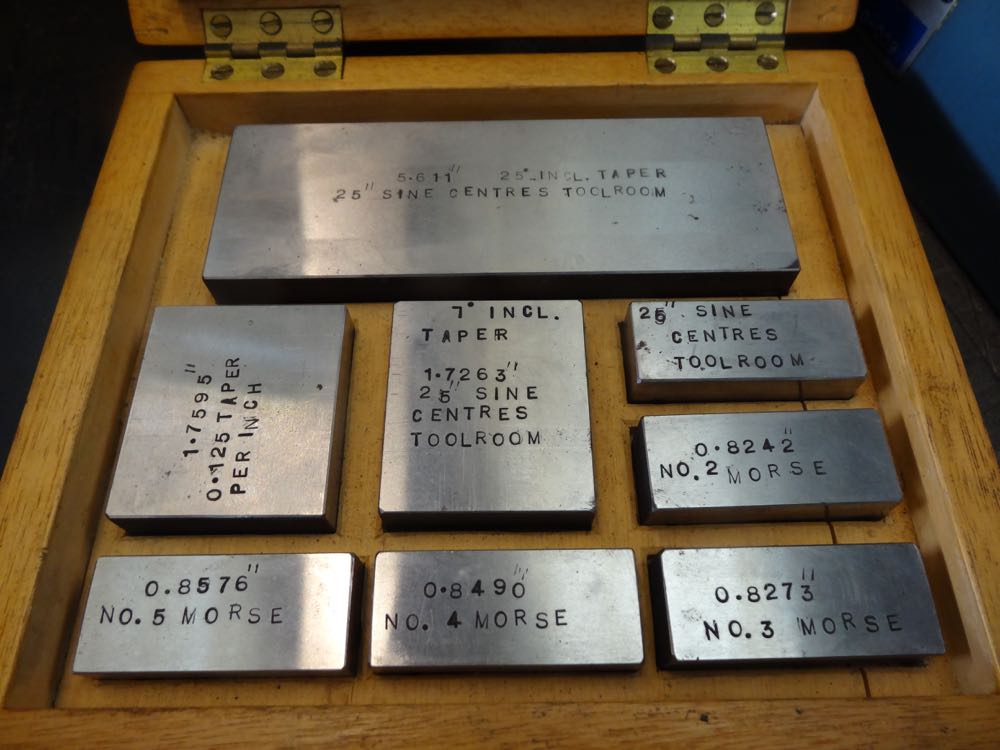 5·611" 25° INCL. TAPER
25" SINE CENTRES TOOLROOM
1·7595"
0·125 TAPER
PER INCH
7° INCL.
TAPER
1·7263"
25" SINE
CENTRES
TOOLROOM
25" SINE
CENTRES
TOOLROOM
0·8242"
NO.2 MORSE
0.8576"
NO.5 MORSE
0·8490"
NO. 4 MORSE
0.8273"
NO.3 MORSE